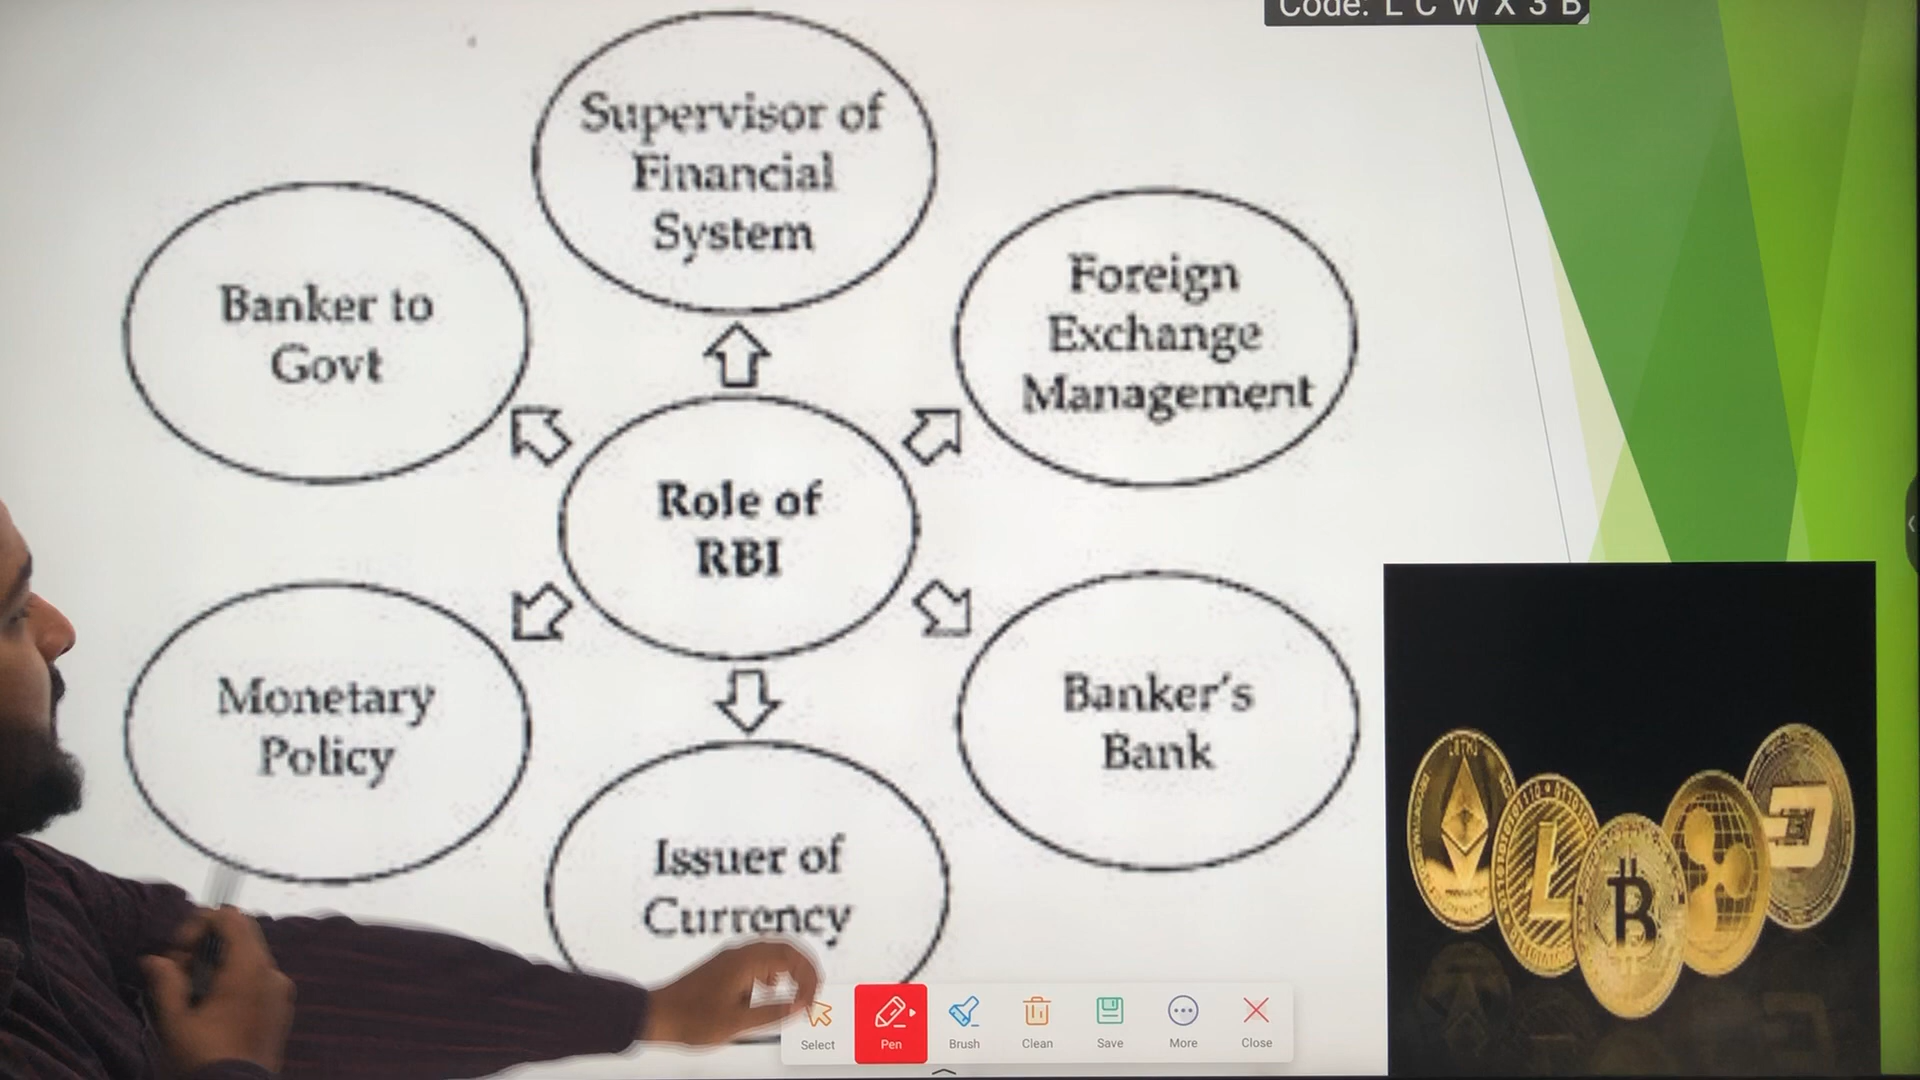 Code: L C W X 3 B
Supervisor of
Financial
System
Banker to
Govt
Foreign
Exchange
Management
Role of
RBI
Monetary
Policy
Banker's
Bank
Issuer of
Currency
Select
Pen
Brush
Clean
Save
More
Close